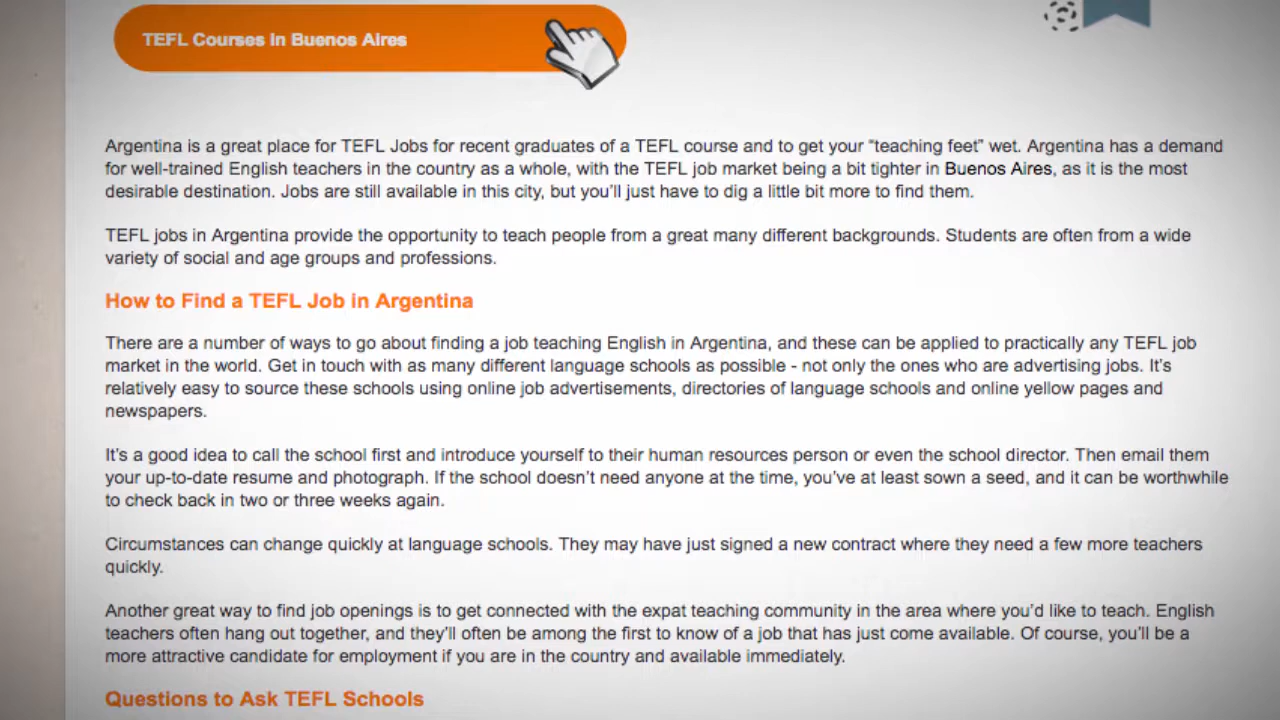 TEFL Courses In Buenos Aires
Argentina is a great place for TEFL Jobs for recent graduates of a TEFL course and to get your “teaching feet” wet. Argentina has a demand
for well-trained English teachers in the country as a whole, with the TEFL job market being a bit tighter in Buenos Aires, as it is the most
desirable destination. Jobs are still available in this city, but you’ll just have to dig a little bit more to find them.
TEFL jobs in Argentina provide the opportunity to teach people from a great many different backgrounds. Students are often from a wide
variety of social and age groups and professions.
How to Find a TEFL Job in Argentina
There are a number of ways to go about finding a job teaching English in Argentina, and these can be applied to practically any TEFL job
market in the world. Get in touch with as many different language schools as possible - not only the ones who are advertising jobs. It’s
relatively easy to source these schools using online job advertisements, directories of language schools and online yellow pages and
newspapers.
It’s a good idea to call the school first and introduce yourself to their human resources person or even the school director. Then email them
your up-to-date resume and photograph. If the school doesn’t need anyone at the time, you’ve at least sown a seed, and it can be worthwhile
to check back in two or three weeks again.
Circumstances can change quickly at language schools. They may have just signed a new contract where they need a few more teachers
quickly.
Another great way to find job openings is to get connected with the expat teaching community in the area where you’d like to teach. English
teachers often hang out together, and they’ll often be among the first to know of a job that has just come available. Of course, you’ll be a
more attractive candidate for employment if you are in the country and available immediately.
Questions to Ask TEFL Schools